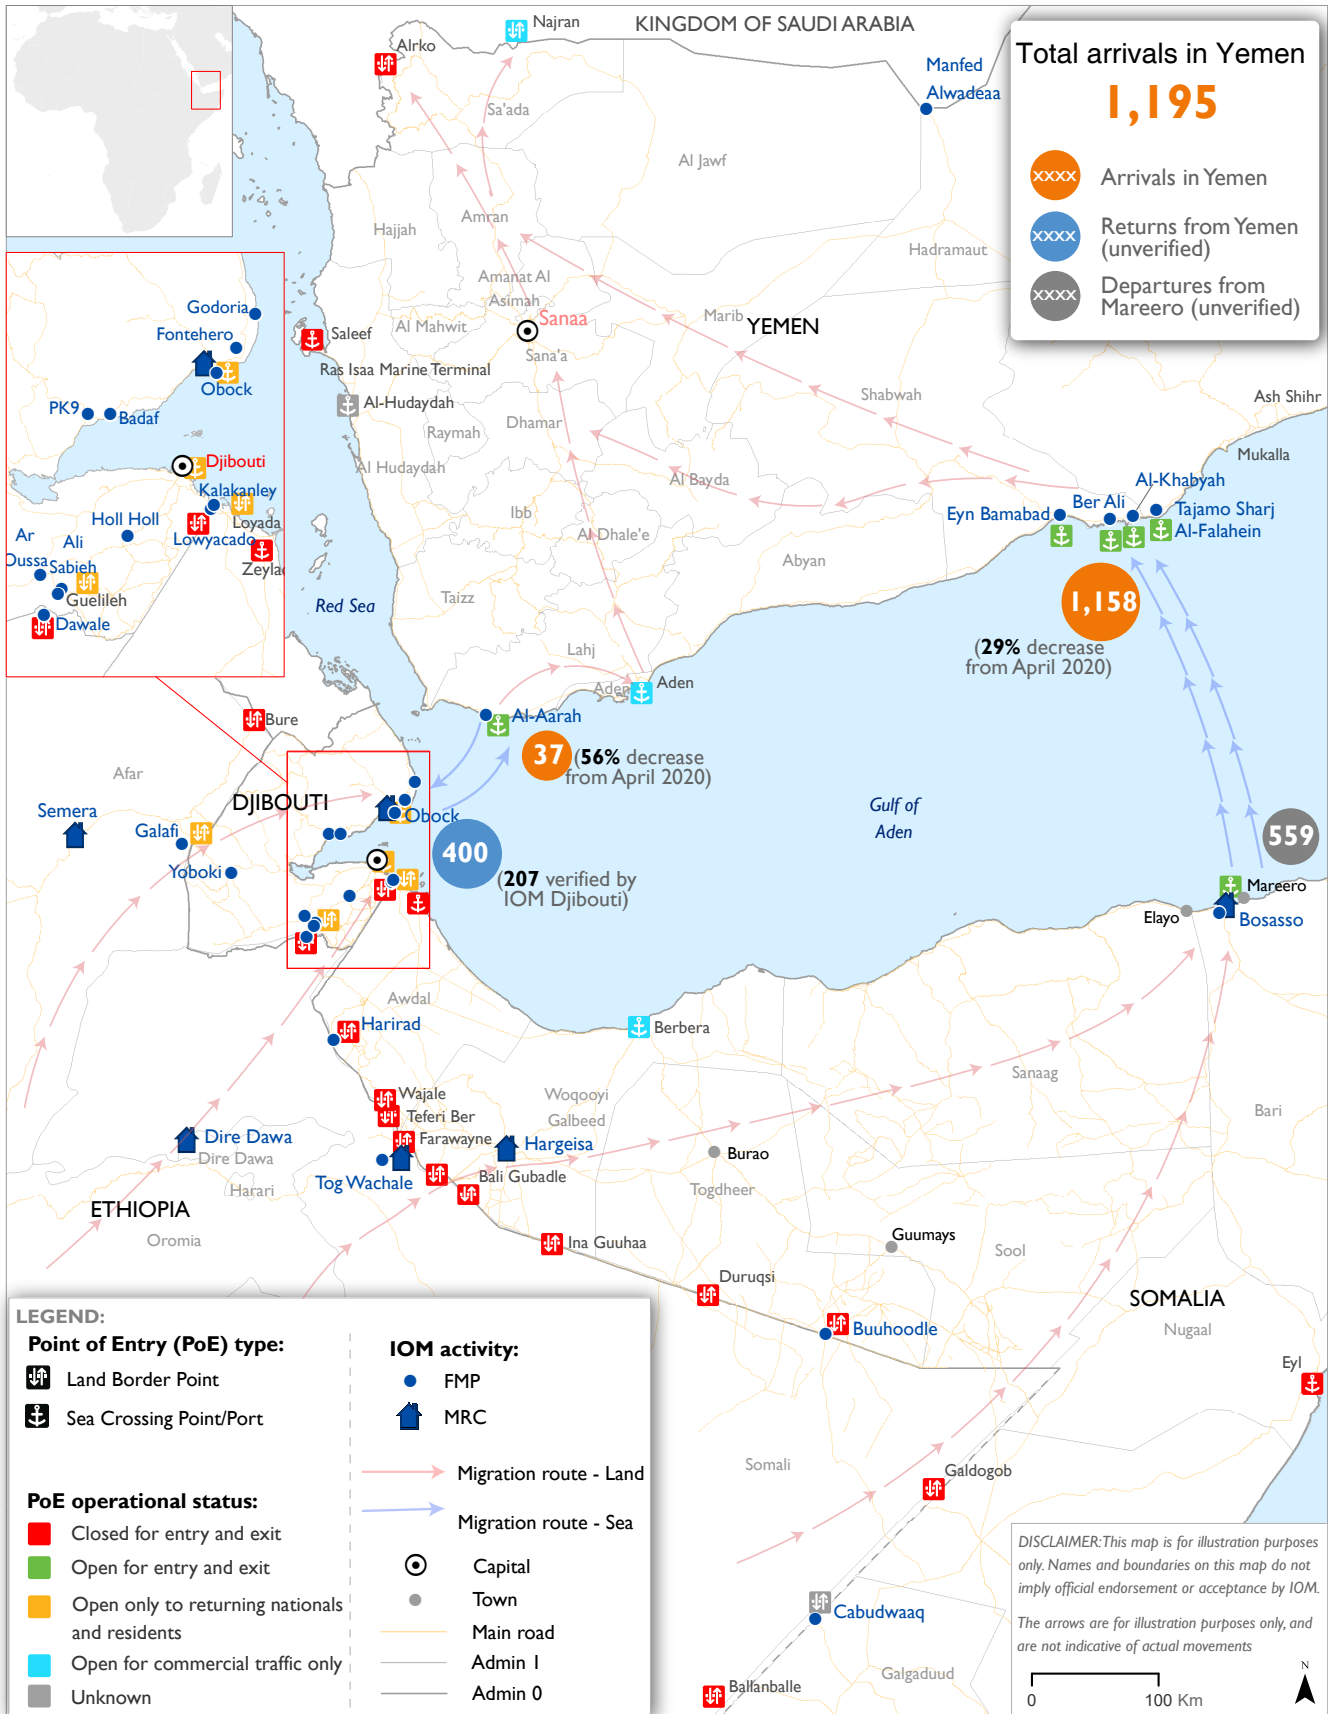 Najran
KINGDOM OF SAUDI ARABIA
Alrko
Manfed
Alwadeaa
Sa'ada
Al Jawf
Total arrivals in Yemen
1,195
xxxx
Arrivals in Yemen
xxxx
Returns from Yemen
(unverified)
xxxx
Departures from
Mareero (unverified)
Hajjah
Amran
Hadramaut
Amanat Al
Asimah
Marib
YEMEN
Sanaa
Al Mahwit
Sana'a
Saleef
Ras Isaa Marine Terminal
Al-Hudaydah
Shabwah
Ash Shihr
Dhamar
Raymah
Al Hudaydah
Mukalla
Al Bayda
Al-Khabyah
Ber Ali
Eyn Bamabad
Tajamo Sharj
Al-Falahein
Ibb
Al Dhale'e
Abyan
Taizz
Red Sea
Lahj
Aden
Aden
1,158
(29% decrease
from April 2020)
Al-Aarah
37
(56% decrease
from April 2020)
Godoria
Fontehero
Obock
PK9
Badaf
Djibouti
Kalakanley
Loyada
Holl Holl
Lowyacado
Ar
Oussa
Ali
Sabieh
Zeyla
Guelileh
Dawale
Bure
Afar
DJIBOUTI
Semera
Galafi
Yoboki
Obock
400
(207 verified by
IOM Djibouti)
Gulf of
Aden
559
Mareero
Elayo
Bosasso
Awdal
Harirad
Berbera
Sanaag
Bari
Wajale
Teferi Ber
Farawayne
Woqooyi
Galbeed
Hargeisa
Dire Dawa
Dire Dawa
Harari
Tog Wachale
Bali Gubadle
Burao
Togdheer
ETHIOPIA
Oromia
Ina Guuhaa
Guumays
Sool
Duruqsi
Buuhoodle
SOMALIA
Nugaal
Eyl
Somali
Galdogob
Cabudwaaq
Galgaduud
Ballanballe
LEGEND:
Point of Entry (PoE) type:
Land Border Point
Sea Crossing Point/Port
PoE operational status:
Closed for entry and exit
Open for entry and exit
Open only to returning nationals
and residents
Open for commercial traffic only
Unknown
IOM activity:
FMP
MRC
Migration route - Land
Migration route - Sea
Capital
Town
Main road
Admin 1
Admin 0
DISCLAIMER: This map is for illustration purposes
only. Names and boundaries on this map do not
imply official endorsement or acceptance by IOM.
The arrows are for illustration purposes only, and
are not indicative of actual movements
N
0
100 Km